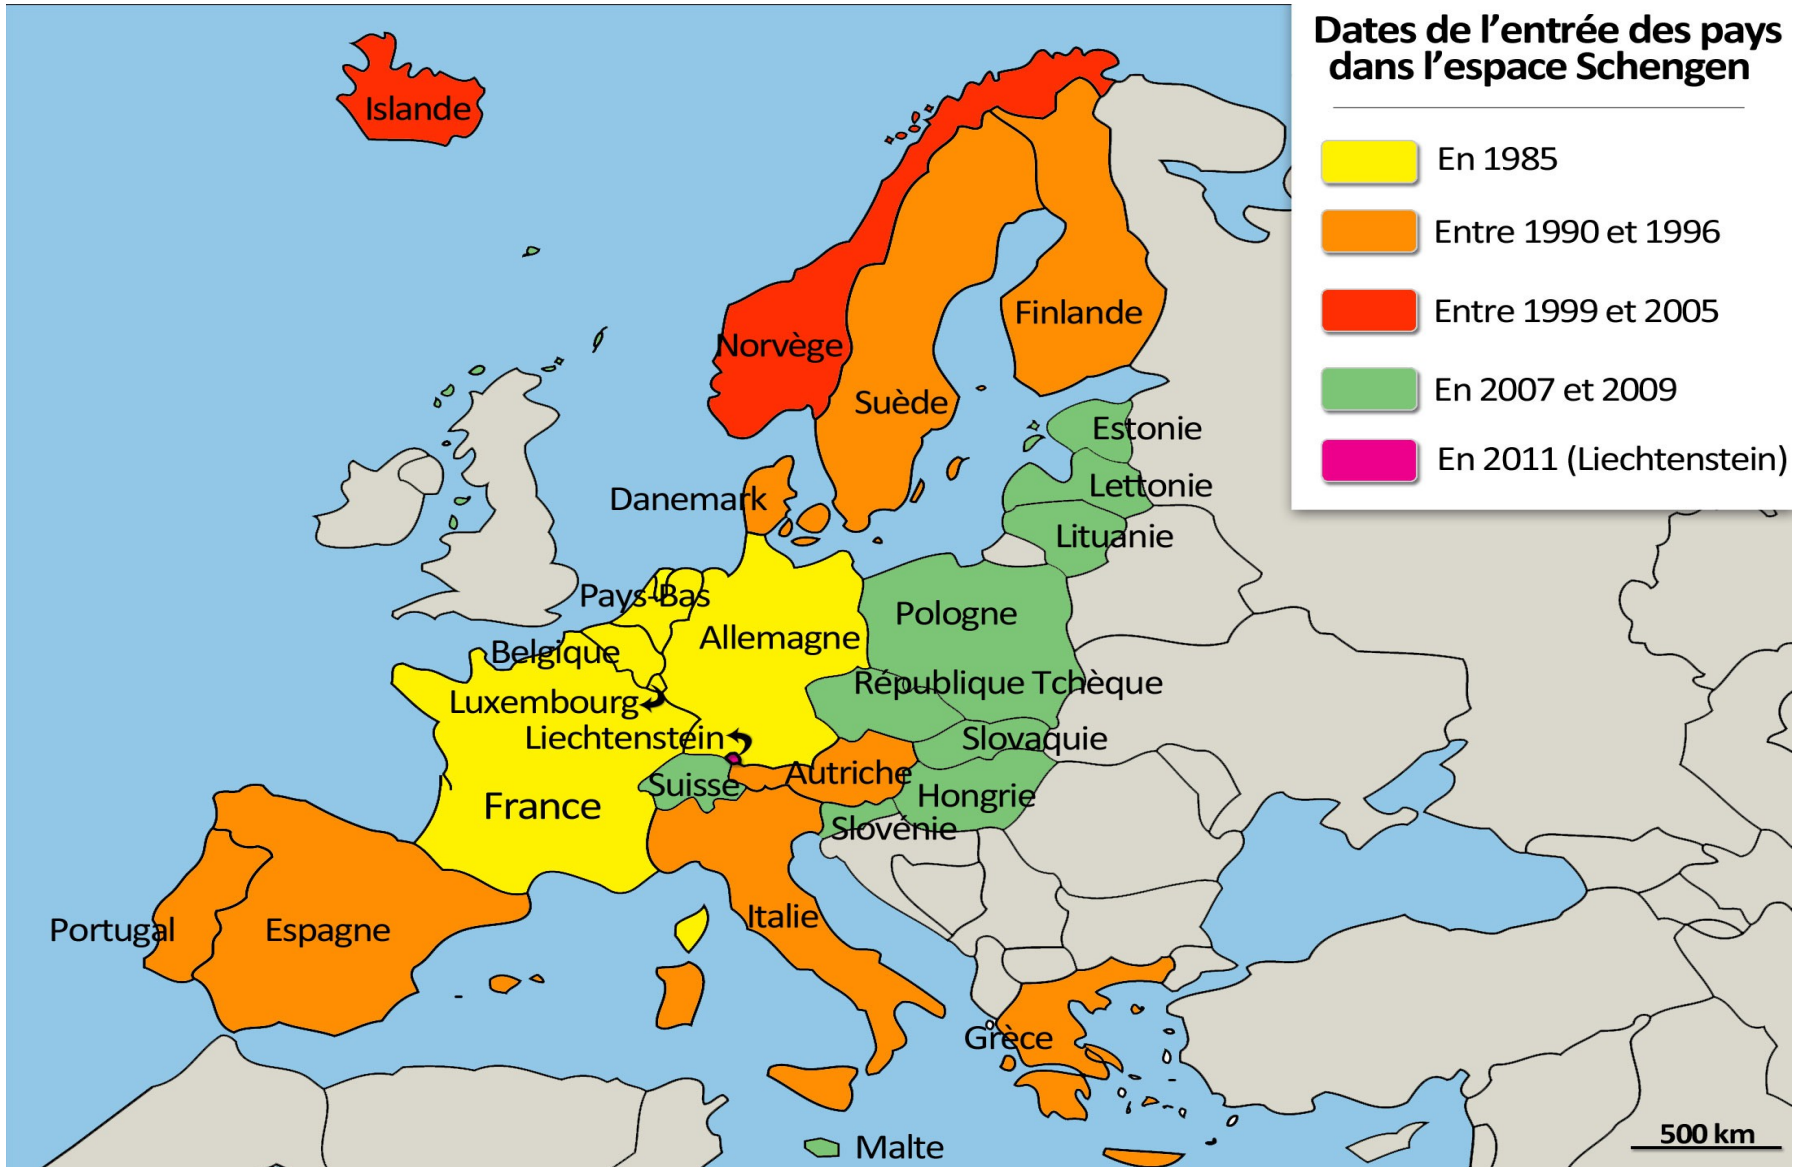 Dates de l'entrée des pays
dans l'espace Schengen
En 1985
Entre 1990 et 1996
Entre 1999 et 2005
En 2007 et 2009
En 2011 (Liechtenstein)
Islande
Norvège
Finlande
Suède
Estonie
Lettonie
Danemark
Lituanie
Pays-Bas
Pologne
Allemagne
Belgique
République Tchèque
Luxembourg
Liechtenstein
Slovaquie
Autriche
Suisse
Hongrie
France
Slovénie
Italie
Portugal
Espagne
Grèce
Malte
500 km